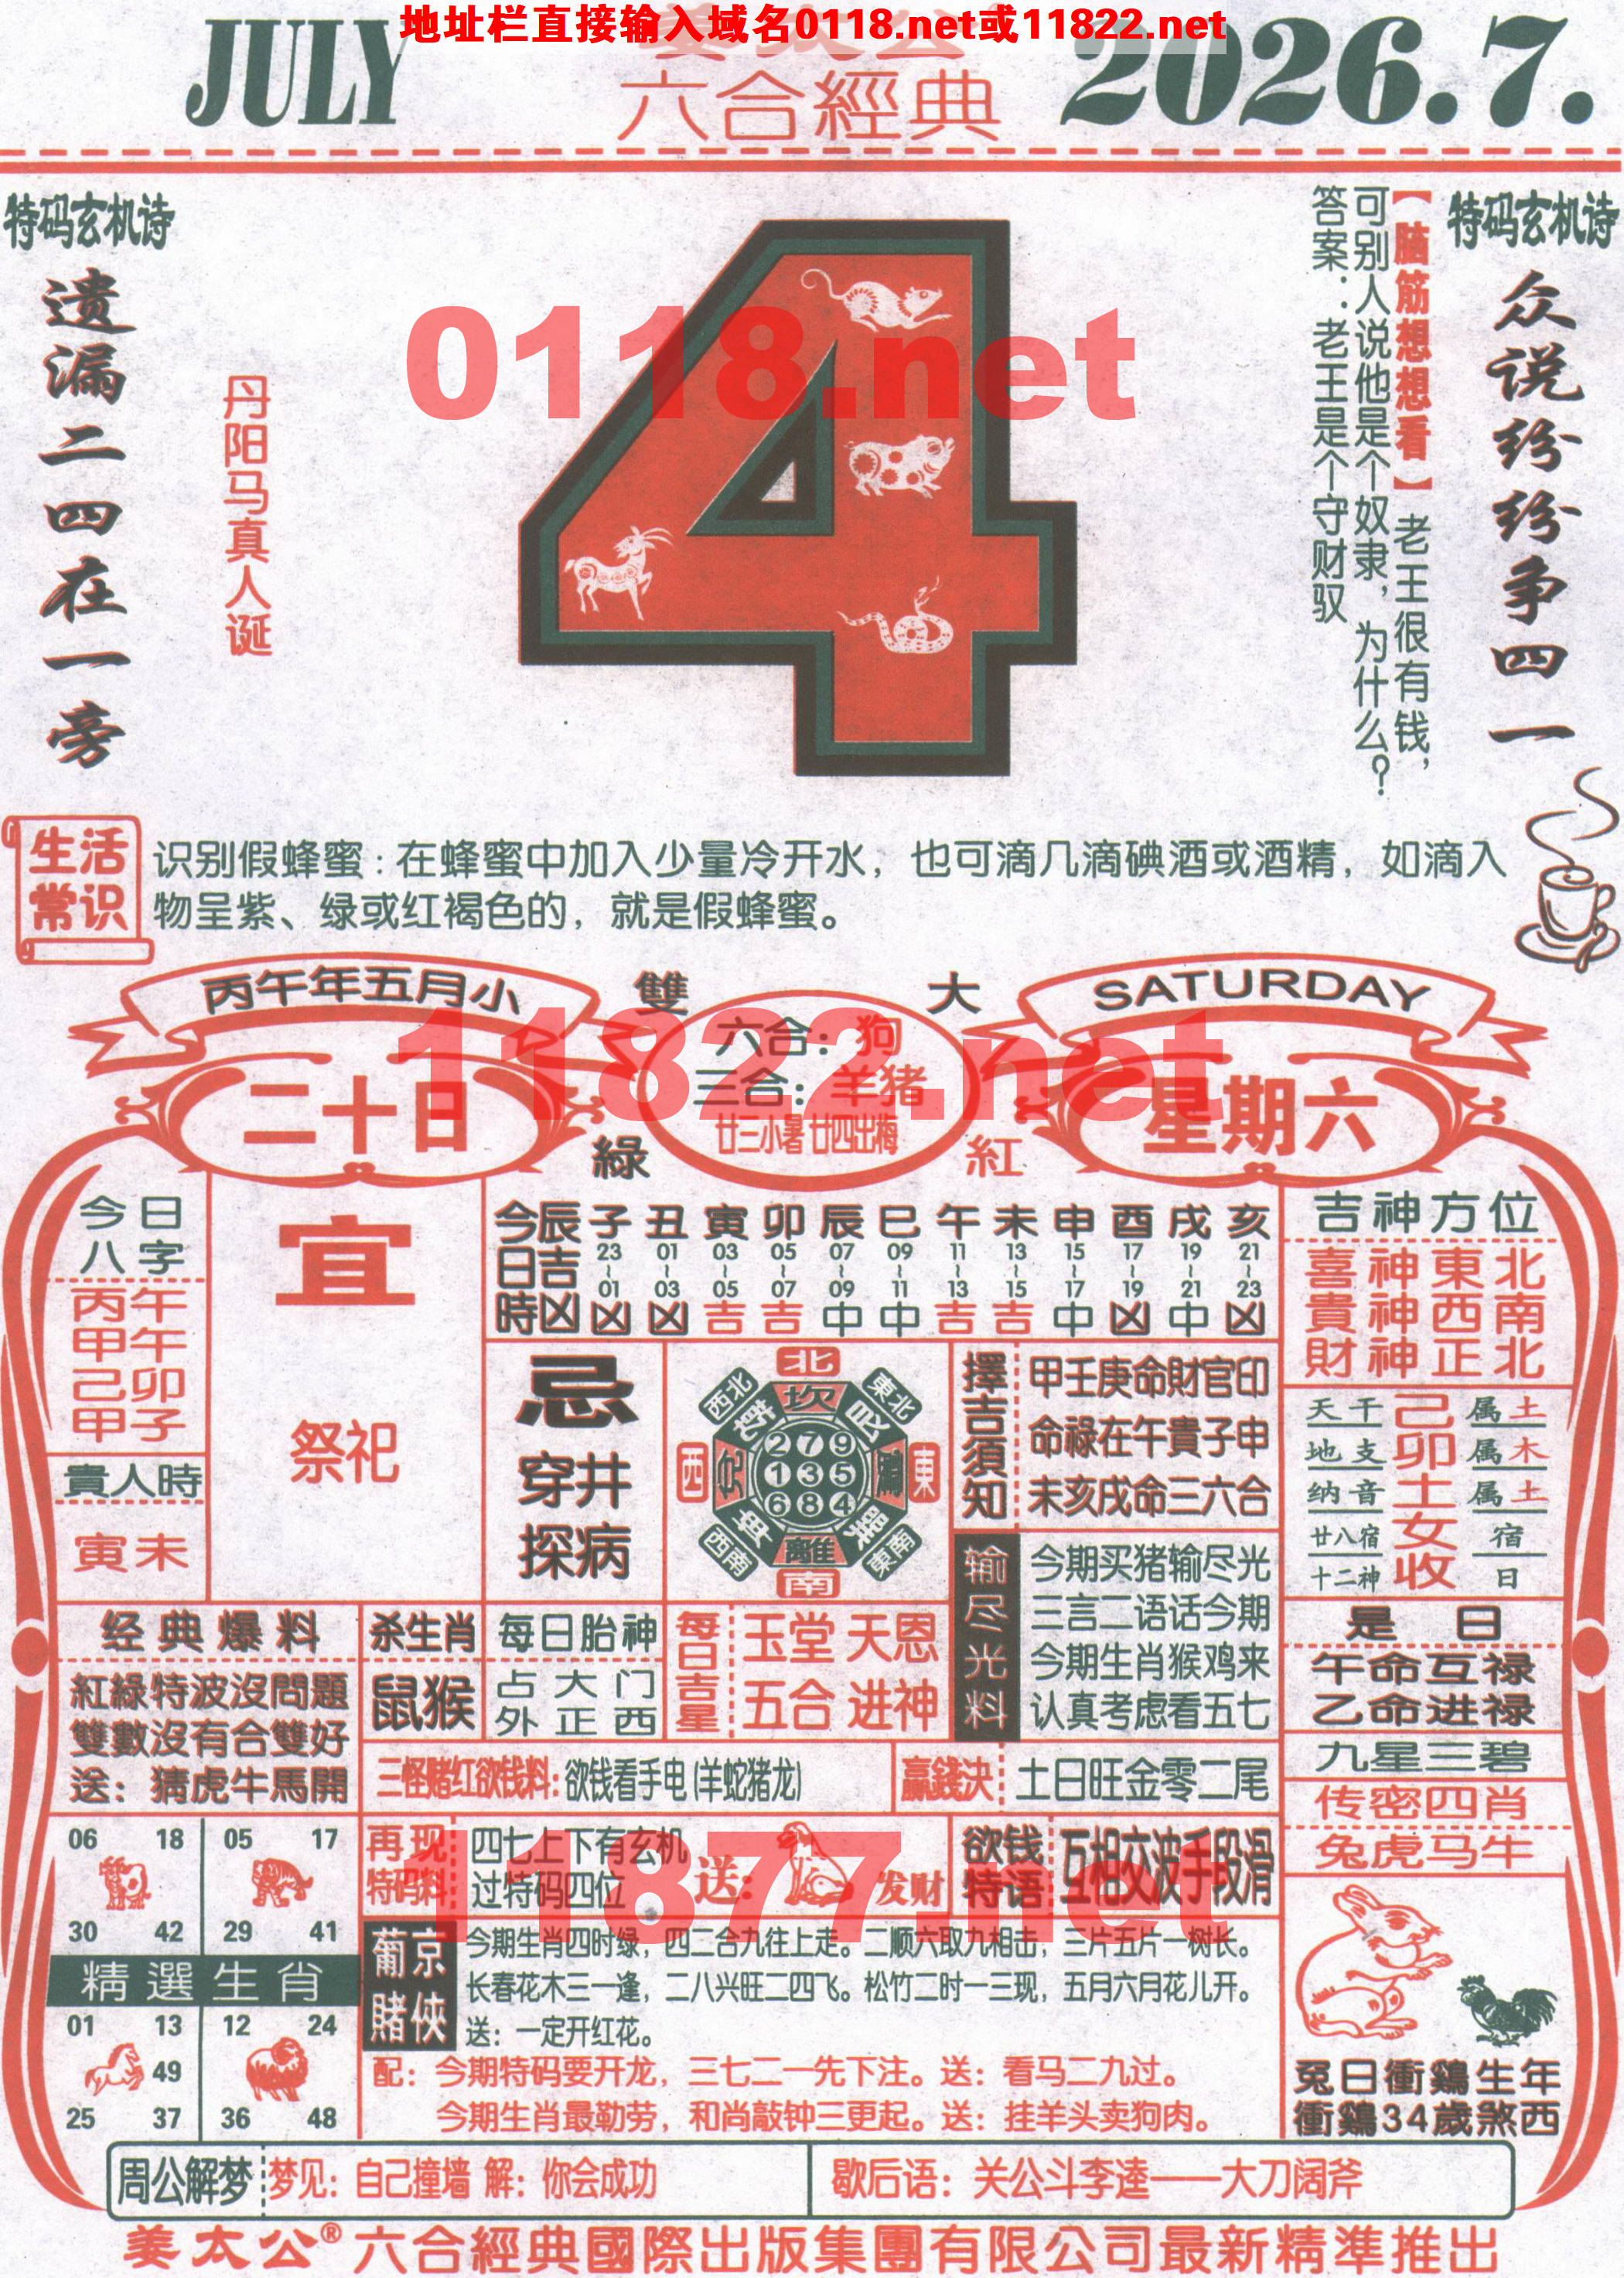 地址栏直接输入域名0118.net或11822.net
JULY
姜太公
六合經典
2026.7.
特码玄机诗
遗漏二四在一旁
丹阳马真人诞
0118.net
特码玄机诗
众说纷纷争四一
【脑筋想想看】老王很有钱，
可别人说他是个奴隶，为什么？
答案：老王是个守财驭
生活常识
识别假蜂蜜：在蜂蜜中加入少量冷开水，也可滴几滴碘酒或酒精，如滴入
物呈紫、绿或红褐色的，就是假蜂蜜。
丙午年五月小
雙
大
SATURDAY
11822.net
二十日
六合：狗
三合：羊猪
廿三小暑 廿四出梅
綠
紅
星期六
今日八字
丙午
甲午
己卯
甲子
貴人時
寅未
宜
祭祀
今日時辰吉凶
子 丑 寅 卯 辰 巳 午 未 申 酉 戌 亥
23~01 01~03 03~05 05~07 07~09 09~11 11~13 13~15 15~17 17~19 19~21 21~23
凶 凶 吉 吉 中 中 吉 吉 中 凶 中 凶
忌
穿井
探病
北
西北 東北
乾 坎 艮
西 兌 震 東
279
135
684
坤 離 巽
西南 東南
南
擇吉須知
甲壬庚命財官印
命祿在午貴子申
未亥戌命三六合
输尽光料
今期买猪输尽光
三言二语话今期
今期生肖猴鸡来
认真考虑看五七
吉神方位
喜神東北
貴神西南
財神正北
天干 己 属土
地支 卯 属木
纳音 土 属土
廿八宿 女 宿
十二神 收 日
是日
午命互禄
乙命进禄
九星三碧
传密四肖
兔虎马牛
经典爆料
紅綠特波沒問題
雙數沒有合雙好
送：猜虎牛馬開
杀生肖
鼠猴
每日胎神
占大门
外正西
每日吉星
玉堂 天恩
五合 进神
三怪赌红欲钱料：欲钱看手电(羊蛇猪龙)
贏錢決
土日旺金零二尾
06 18 05 17
30 42 29 41
精選生肖
01 13 12 24
49
25 37 36 48
再现特码料
四七上下有玄机
过特码四位
送：
发财
欲钱特语
互相交波手段滑
11877.net
葡京賭俠
今期生肖四时绿，四二合九往上走。二顺六取九相击，三片五片一树长。
长春花木三一逢，二八兴旺二四飞。松竹二时一三现，五月六月花儿开。
送：一定开红花。
配：今期特码要开龙，三七二一先下注。送：看马二九过。
今期生肖最勤劳，和尚敲钟三更起。送：挂羊头卖狗肉。
兔日衝鷄生年
衝鷄34歲煞西
周公解梦
梦见：自己撞墙 解：你会成功
歇后语：关公斗李逵——大刀阔斧
姜太公®六合經典國際出版集團有限公司最新精準推出